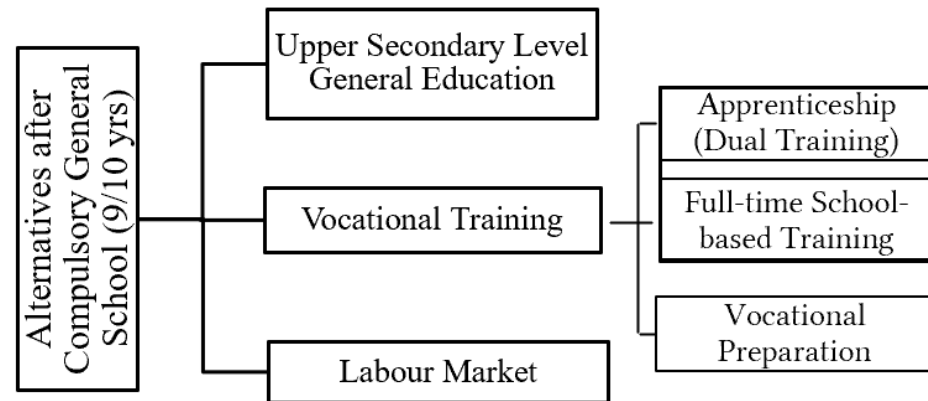 Alternatives after
Compulsory General
School (9/10 yrs)
Upper Secondary Level
General Education
Vocational Training
Labour Market
Apprenticeship
(Dual Training)
Full-time School-
based Training
Vocational
Preparation